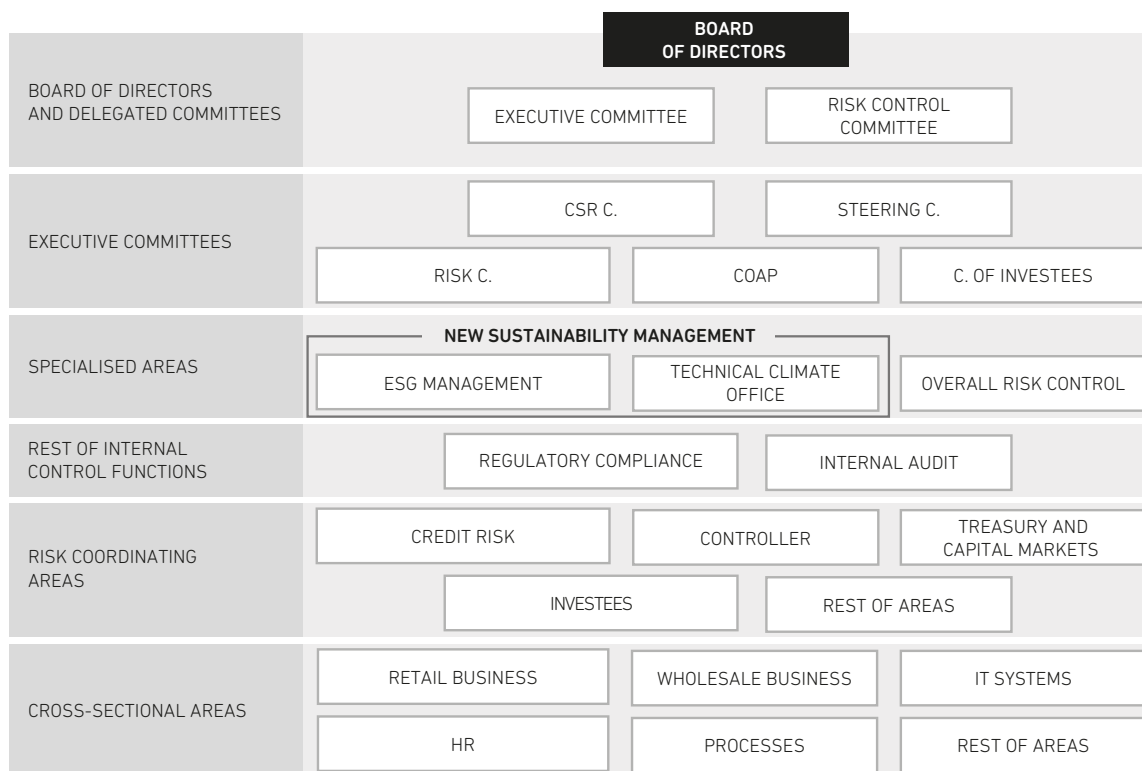 BOARD
OF DIRECTORS
BOARD OF DIRECTORS
AND DELEGATED COMMITTEES
EXECUTIVE COMMITTEE
RISK CONTROL
COMMITTEE
EXECUTIVE COMMITTEES
CSR C.
STEERING C.
RISK C.
COAP
C. OF INVESTEES
SPECIALISED AREAS
NEW SUSTAINABILITY MANAGEMENT
ESG MANAGEMENT
TECHNICAL CLIMATE
OFFICE
OVERALL RISK CONTROL
REST OF INTERNAL
CONTROL FUNCTIONS
REGULATORY COMPLIANCE
INTERNAL AUDIT
RISK COORDINATING
AREAS
CREDIT RISK
CONTROLLER
TREASURY AND
CAPITAL MARKETS
INVESTEES
REST OF AREAS
CROSS-SECTIONAL AREAS
RETAIL BUSINESS
WHOLESALE BUSINESS
IT SYSTEMS
HR
PROCESSES
REST OF AREAS